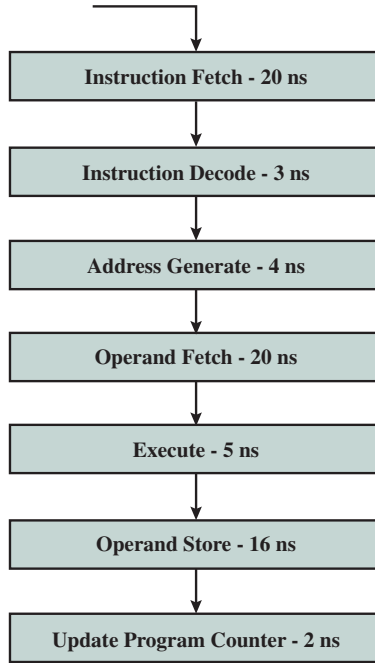 Instruction Fetch - 20 ns
Instruction Decode - 3 ns
Address Generate - 4 ns
Operand Fetch - 20 ns
Execute - 5 ns
Operand Store - 16 ns
Update Program Counter - 2 ns